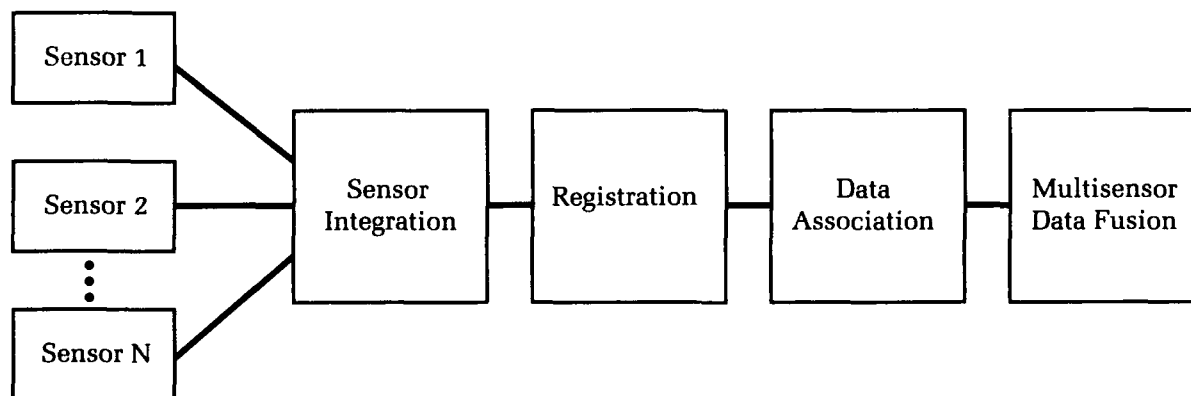 Sensor 1
Sensor 2
Sensor N
Sensor
Integration
Registration
Data
Association
Multisensor
Data Fusion